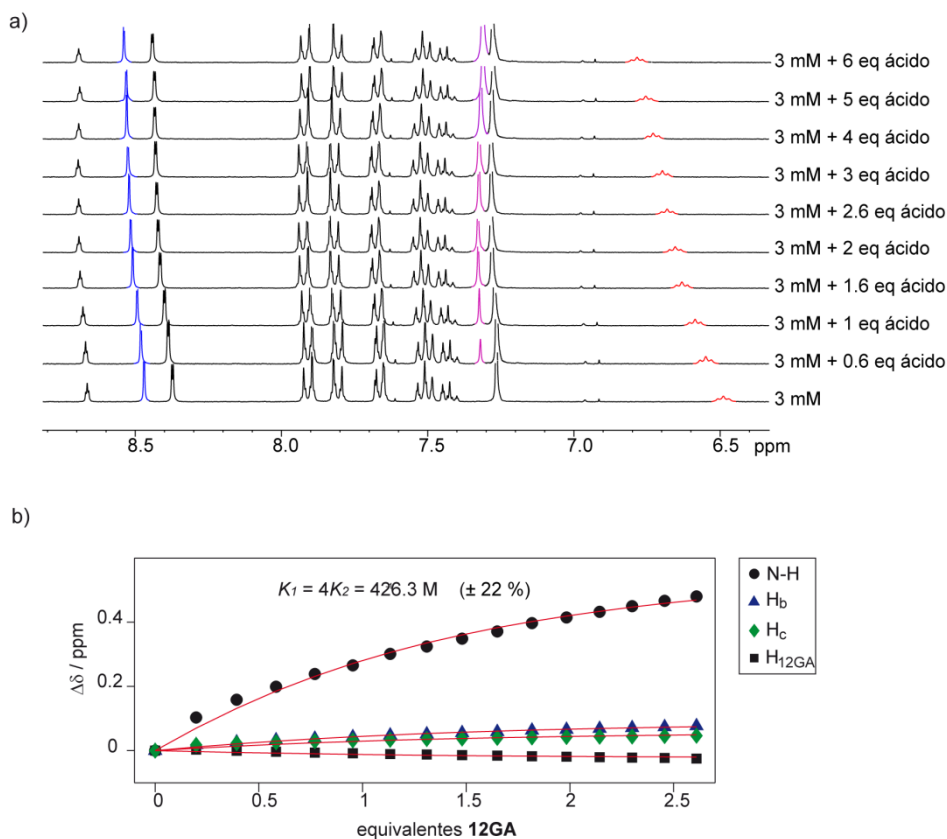 a)
3 mM + 6 eq ácido
3 mM + 5 eq ácido
3 mM + 4 eq ácido
3 mM + 3 eq ácido
3 mM + 2.6 eq ácido
3 mM + 2 eq ácido
3 mM + 1.6 eq ácido
3 mM + 1 eq ácido
3 mM + 0.6 eq ácido
3 mM
8.5 8.0 7.5 7.0 6.5 ppm
b)
K1 = 4K2 = 426.3 M (± 22 %)
N-H
Hb
Hc
H12GA
Δδ / ppm
0.4
0.2
0
0 0.5 1 1.5 2 2.5
equivalentes 12GA